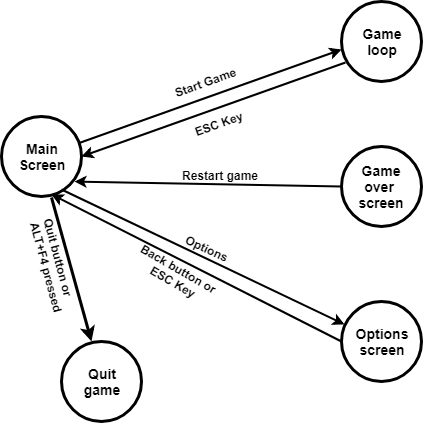 Game
loop
Start Game
ESC Key
Main
Screen
Restart game
Game
over
screen
Options
Back button or
ESC Key
Quit button or
ALT+F4 pressed
Options
screen
Quit
game